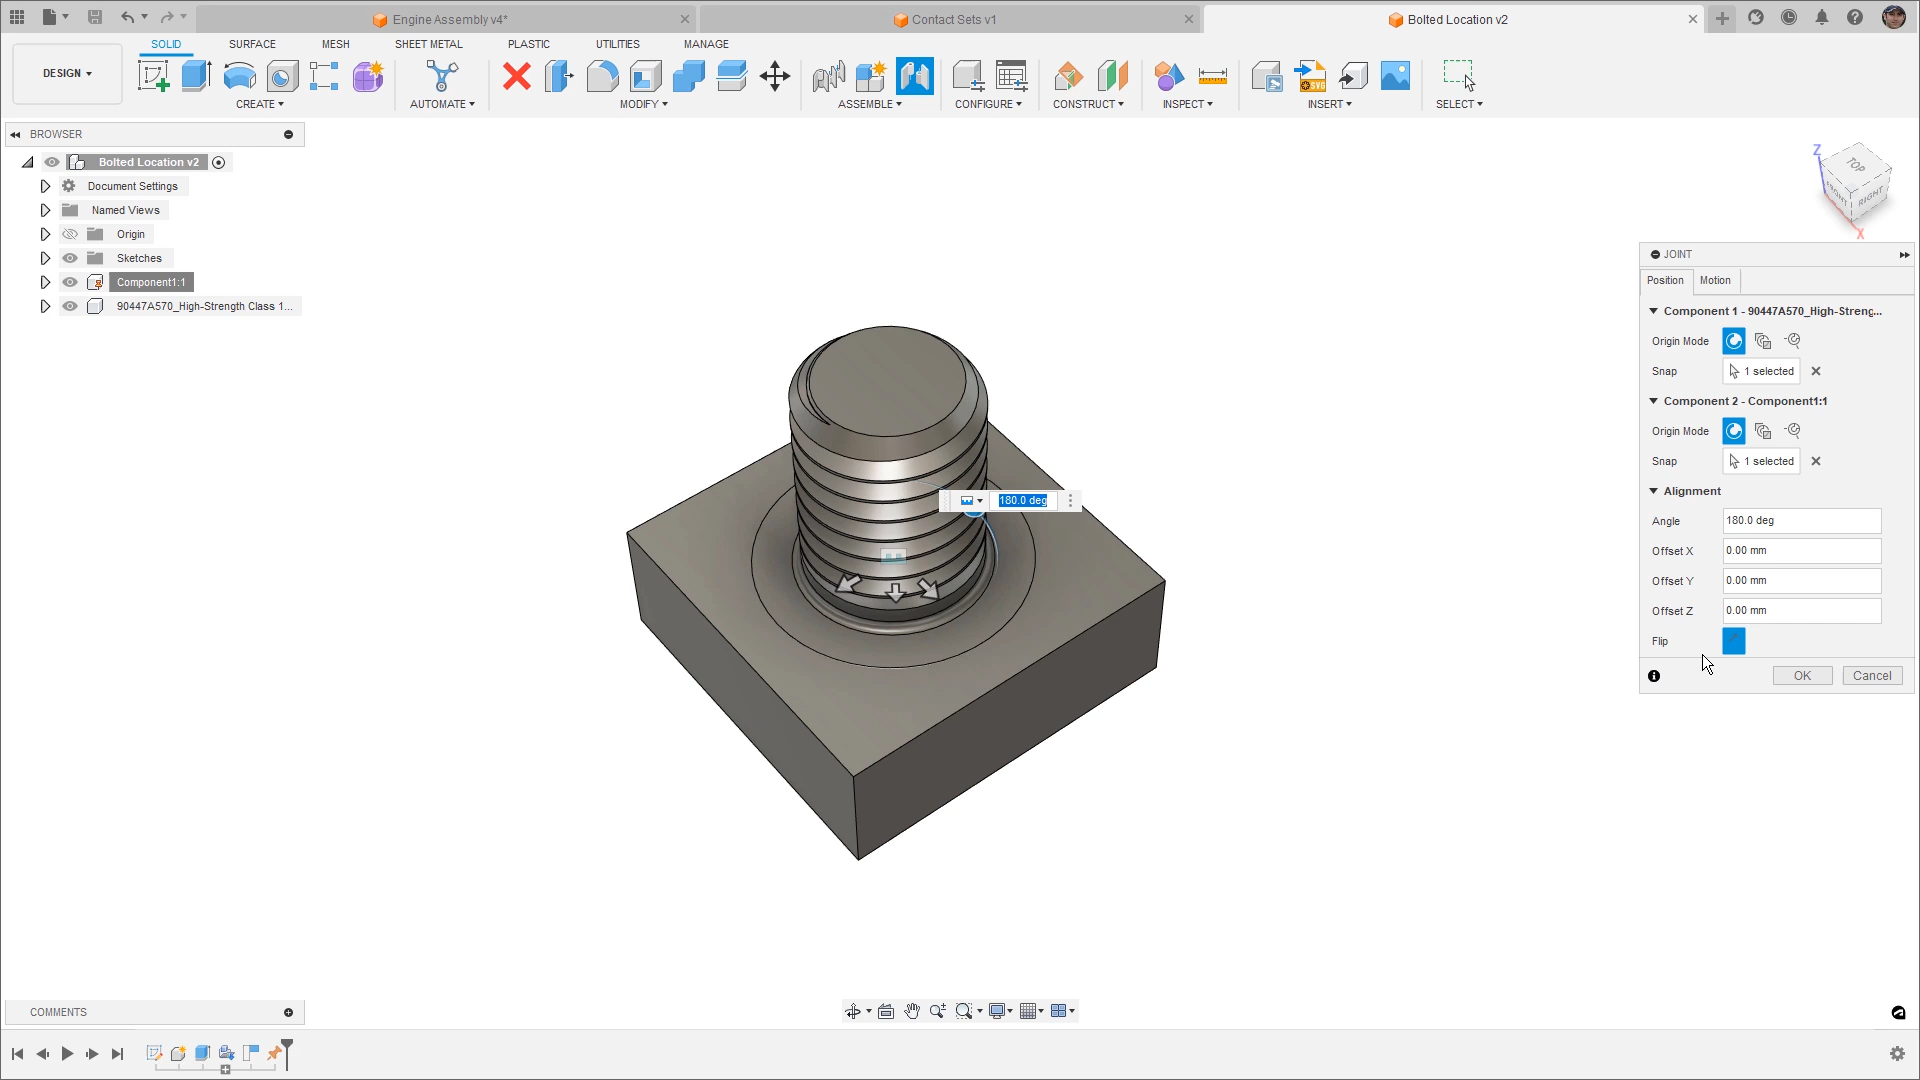 Engine Assembly v4*
Contact Sets v1
Bolted Location v2
SOLID
SURFACE
MESH
SHEET METAL
PLASTIC
UTILITIES
MANAGE
DESIGN
CREATE
AUTOMATE
MODIFY
ASSEMBLE
CONFIGURE
CONSTRUCT
INSPECT
INSERT
SELECT
SVG
BROWSER
Bolted Location v2
Document Settings
Named Views
Origin
Sketches
Component1:1
90447A570_High-Strength Class 1...
Z
TOP
FRONT
RIGHT
X
JOINT
Position
Motion
Component 1 - 90447A570_High-Streng...
Origin Mode
Snap
1 selected
Component 2 - Component1:1
Origin Mode
Snap
1 selected
Alignment
Angle
180.0 deg
Offset X
0.00 mm
Offset Y
0.00 mm
Offset Z
0.00 mm
Flip
OK
Cancel
180.0 deg
COMMENTS